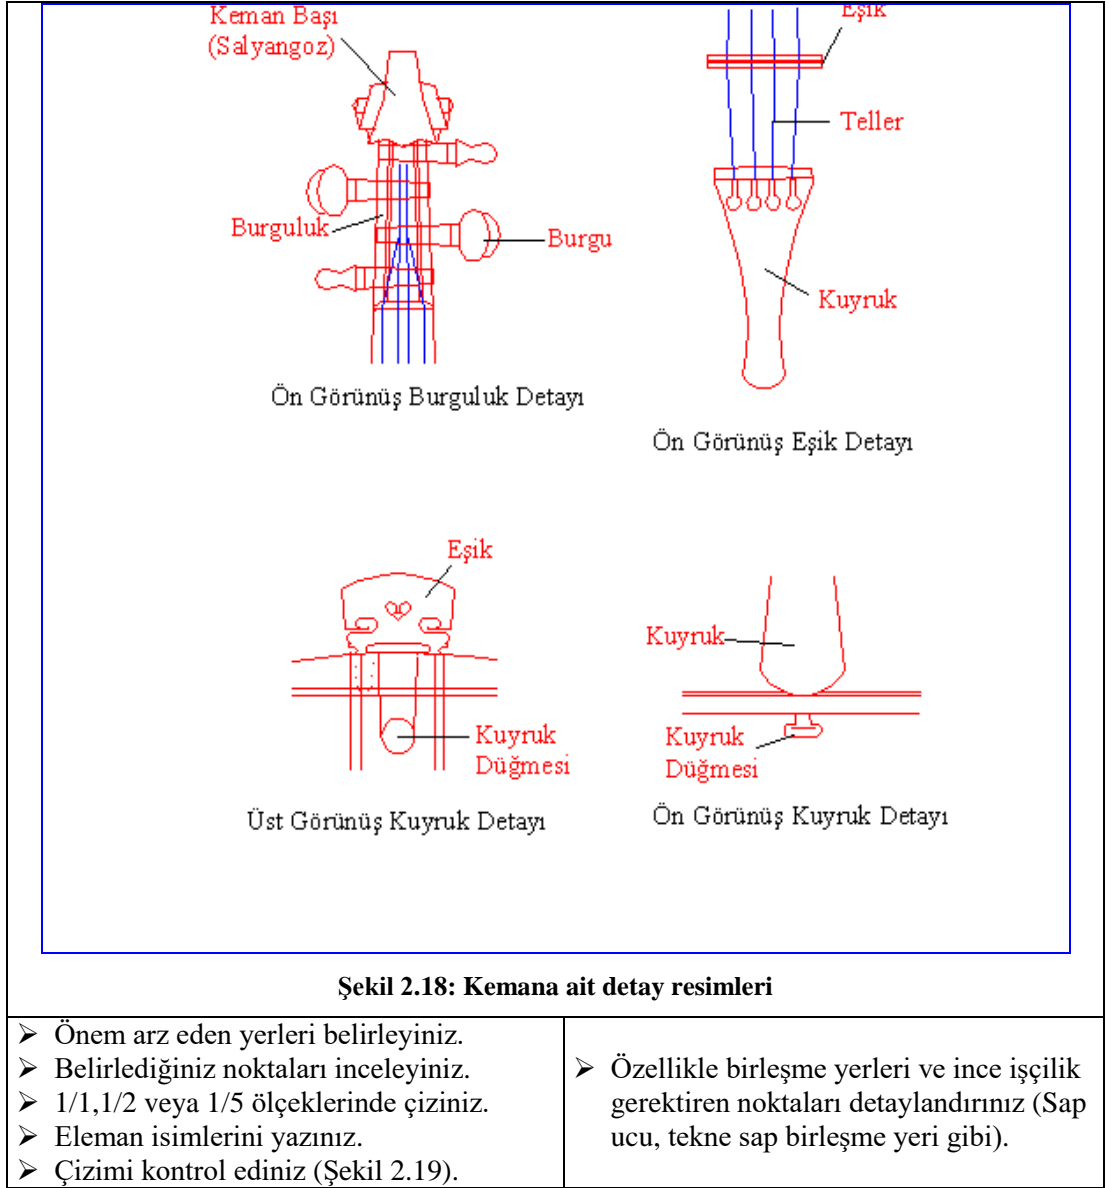 Keman Başı
(Salyangoz)
Burguluk
Burgu
Ön Görünüş Burguluk Detayı
Eşik
Teller
Kuyruk
Ön Görünüş Eşik Detayı
Eşik
Kuyruk
Düğmesi
Üst Görünüş Kuyruk Detayı
Kuyruk
Kuyruk
Düğmesi
Ön Görünüş Kuyruk Detayı
Şekil 2.18: Kemana ait detay resimleri
➢ Önem arz eden yerleri belirleyiniz.
➢ Belirlediğiniz noktaları inceleyiniz.
➢ 1/1,1/2 veya 1/5 ölçeklerinde çiziniz.
➢ Eleman isimlerini yazınız.
➢ Çizimi kontrol ediniz (Şekil 2.19).
➢ Özellikle birleşme yerleri ve ince işçilik
gerektiren noktaları detaylandırınız (Sap
ucu, tekne sap birleşme yeri gibi).